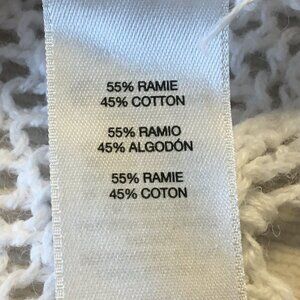 55% RAMIE
45% COTTON
55% RAMIO
45% ALGODÓN
55% RAMIE
45% COTON